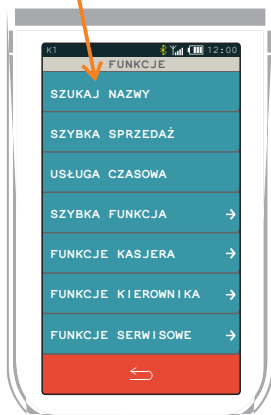 K1 12:00
FUNKCJE
SZUKAJ NAZWY
SZYBKA SPRZEDAŻ
USŁUGA CZASOWA
SZYBKA FUNKCJA
FUNKCJE KASJERA
FUNKCJE KIEROWNIKA
FUNKCJE SERWISOWE